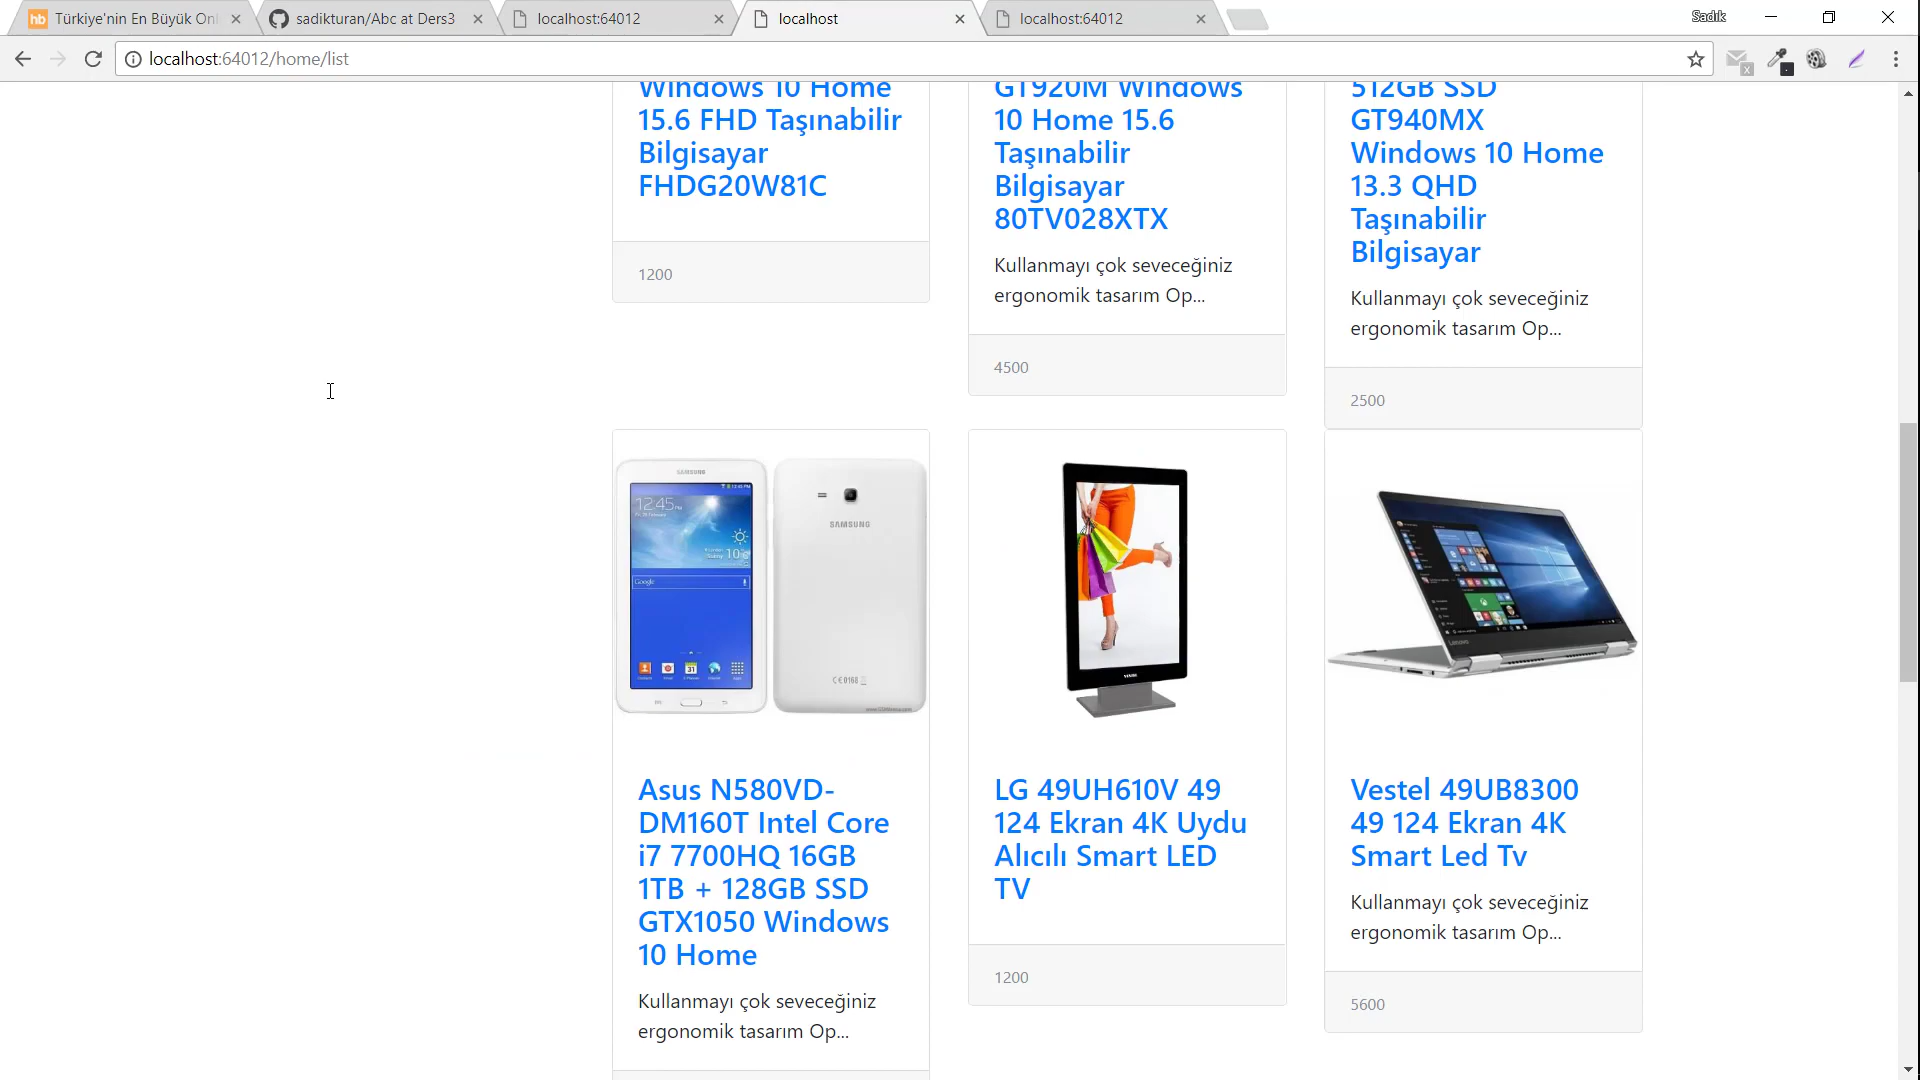 Türkiye'nin En Büyük Onl
sadikturan/Abc at Ders3
localhost:64012
localhost
localhost:64012
Sadık
localhost:64012/home/list
Windows 10 Home
15.6 FHD Taşınabilir
Bilgisayar
FHDG20W81C
1200
GT920M Windows
10 Home 15.6
Taşınabilir
Bilgisayar
80TV028XTX
Kullanmayı çok seveceğiniz
ergonomik tasarım Op...
4500
512GB SSD
GT940MX
Windows 10 Home
13.3 QHD
Taşınabilir
Bilgisayar
Kullanmayı çok seveceğiniz
ergonomik tasarım Op...
2500
SAMSUNG
12:45
Google
SAMSUNG
Asus N580VD-
DM160T Intel Core
i7 7700HQ 16GB
1TB + 128GB SSD
GTX1050 Windows
10 Home
Kullanmayı çok seveceğiniz
ergonomik tasarım Op...
LG 49UH610V 49
124 Ekran 4K Uydu
Alıcılı Smart LED
TV
1200
Vestel 49UB8300
49 124 Ekran 4K
Smart Led Tv
Kullanmayı çok seveceğiniz
ergonomik tasarım Op...
5600